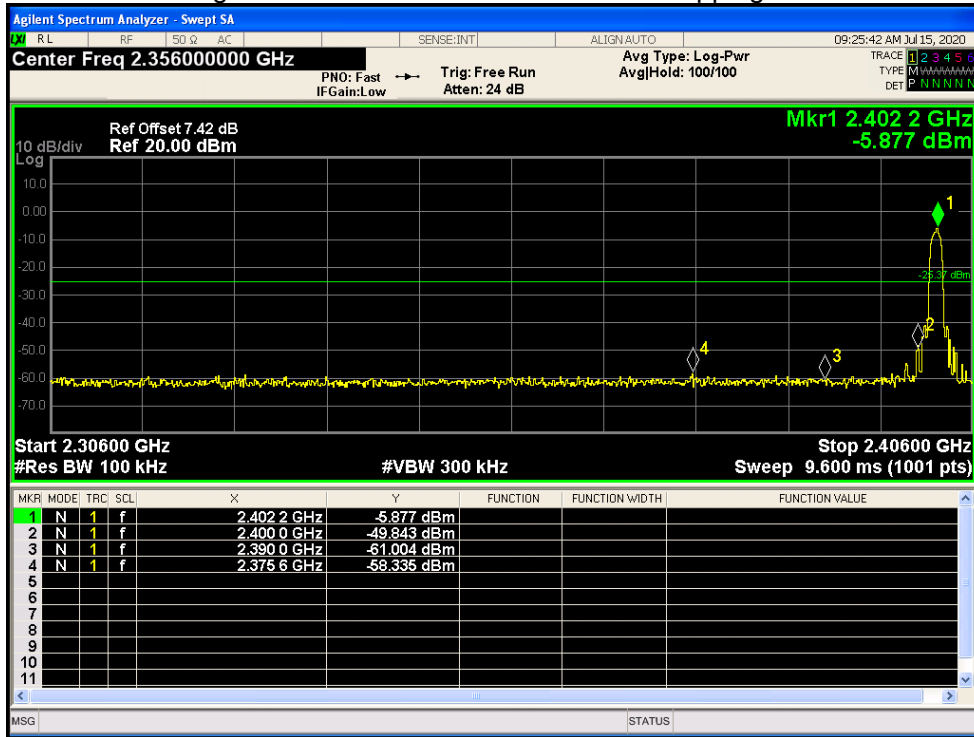 Agilent Spectrum Analyzer - Swept SA
LXI RL RF 50 Ω AC SENSE:INT ALIGN AUTO 09:25:42 AM Jul 15, 2020
Center Freq 2.356000000 GHz
PNO: Fast
IFGain:Low
Trig: Free Run
Atten: 24 dB
Avg Type: Log-Pwr
Avg|Hold: 100/100
TRACE 1 2 3 4 5 6
TYPE M
DET P N N N N N
10 dB/div
Log
Ref Offset 7.42 dB
Ref 20.00 dBm
Mkr1 2.402 2 GHz
-5.877 dBm
10.0
0.00
-10.0
-20.0
-30.0
-40.0
-50.0
-60.0
-70.0
1
2
3
4
Start 2.30600 GHz Stop 2.40600 GHz
#Res BW 100 kHz #VBW 300 kHz Sweep 9.600 ms (1001 pts)
MKR MODE TRC SCL X Y FUNCTION FUNCTION WIDTH FUNCTION VALUE
1 N 1 f 2.402 2 GHz -5.877 dBm
2 N 1 f 2.400 0 GHz -49.843 dBm
3 N 1 f 2.390 0 GHz -61.004 dBm
4 N 1 f 2.375 6 GHz -58.335 dBm
5
6
7
8
9
10
11
MSG STATUS